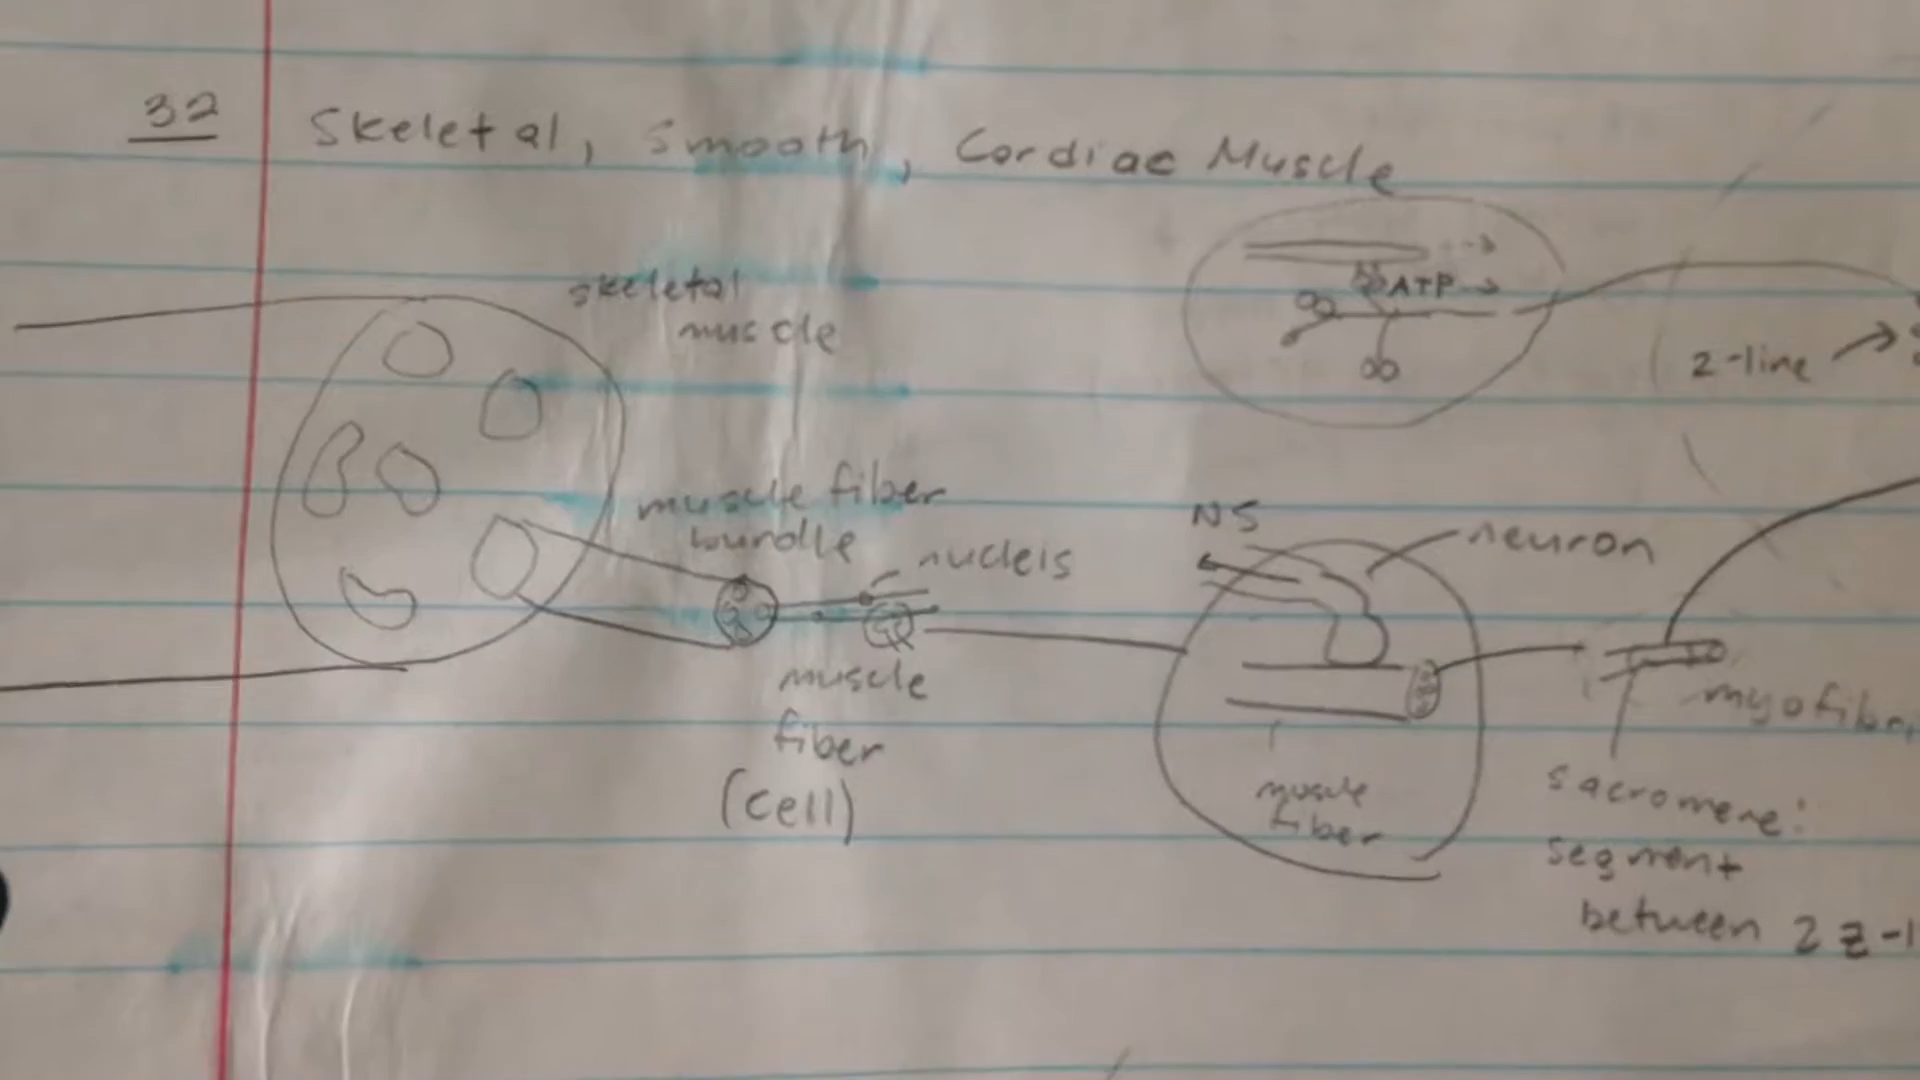 32 Skeletal, Smooth, Cardiac Muscle
skeletal
muscle
ATP
z-line
muscle fiber
bundle
nucleis
muscle
fiber
(cell)
NS
neuron
muscle
fiber
myofibri
sacromere:
segment
between 2 z-l